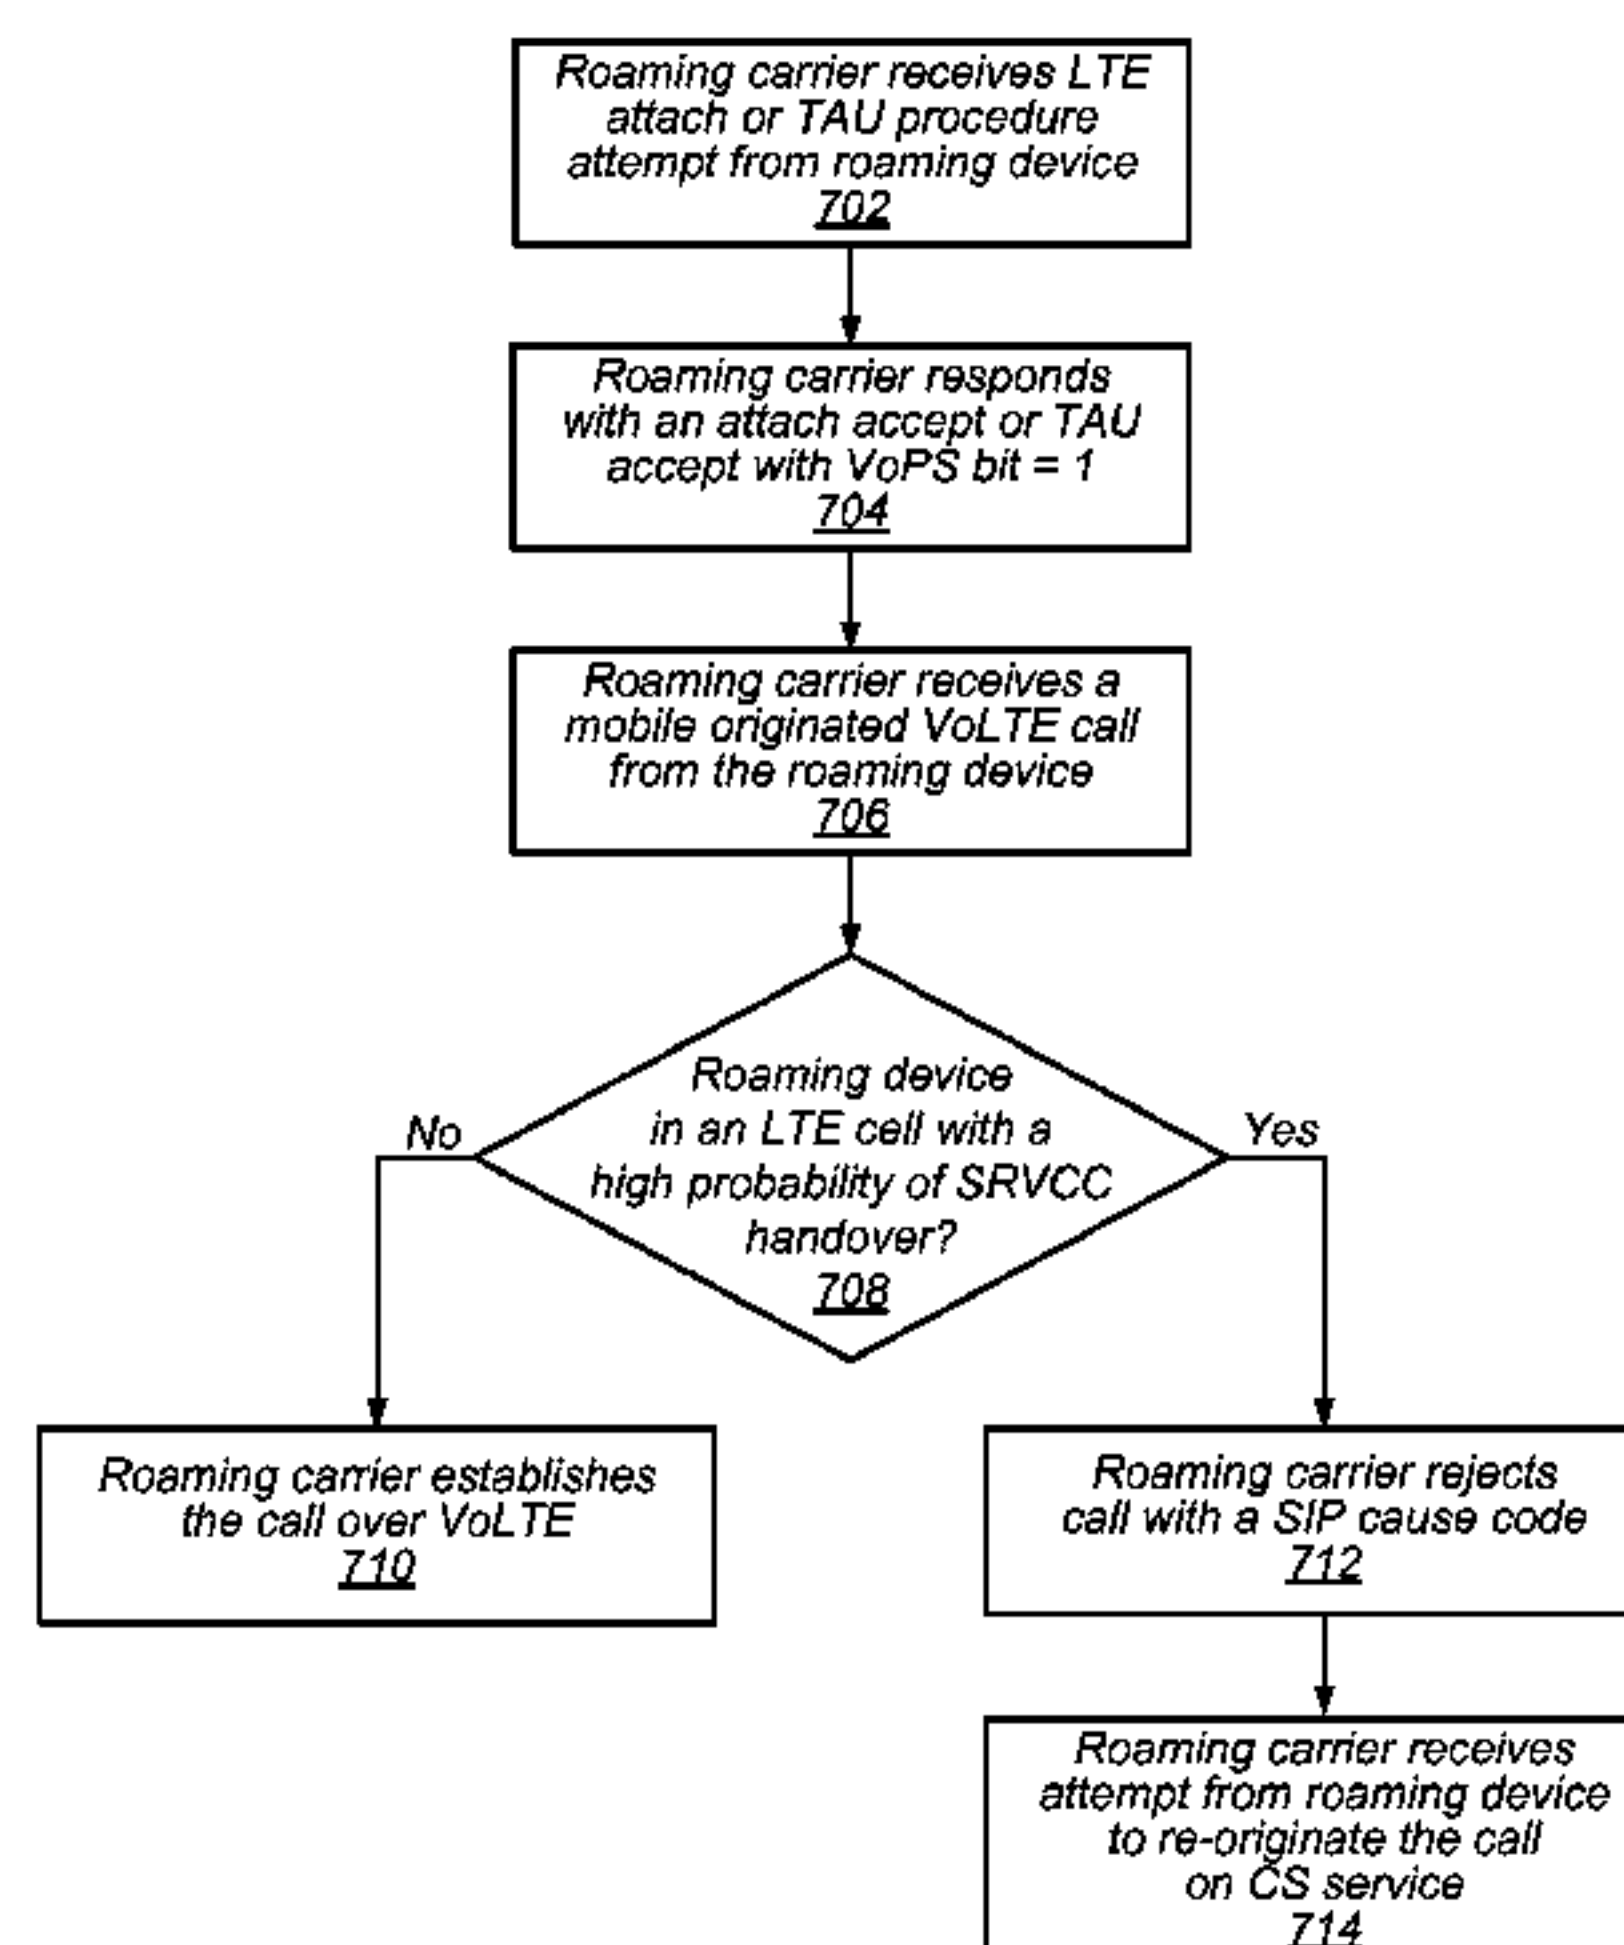 Roaming carrier receives LTE
attach or TAU procedure
attempt from roaming device
702
Roaming carrier responds
with an attach accept or TAU
accept with VoPS bit = 1
704
Roaming carrier receives a
mobile originated VoLTE call
from the roaming device
706
Roaming device
in an LTE cell with a
high probability of SRVCC
handover?
708
No
Yes
Roaming carrier establishes
the call over VoLTE
710
Roaming carrier rejects
call with a SIP cause code
712
Roaming carrier receives
attempt from roaming device
to re-originate the call
on CS service
714